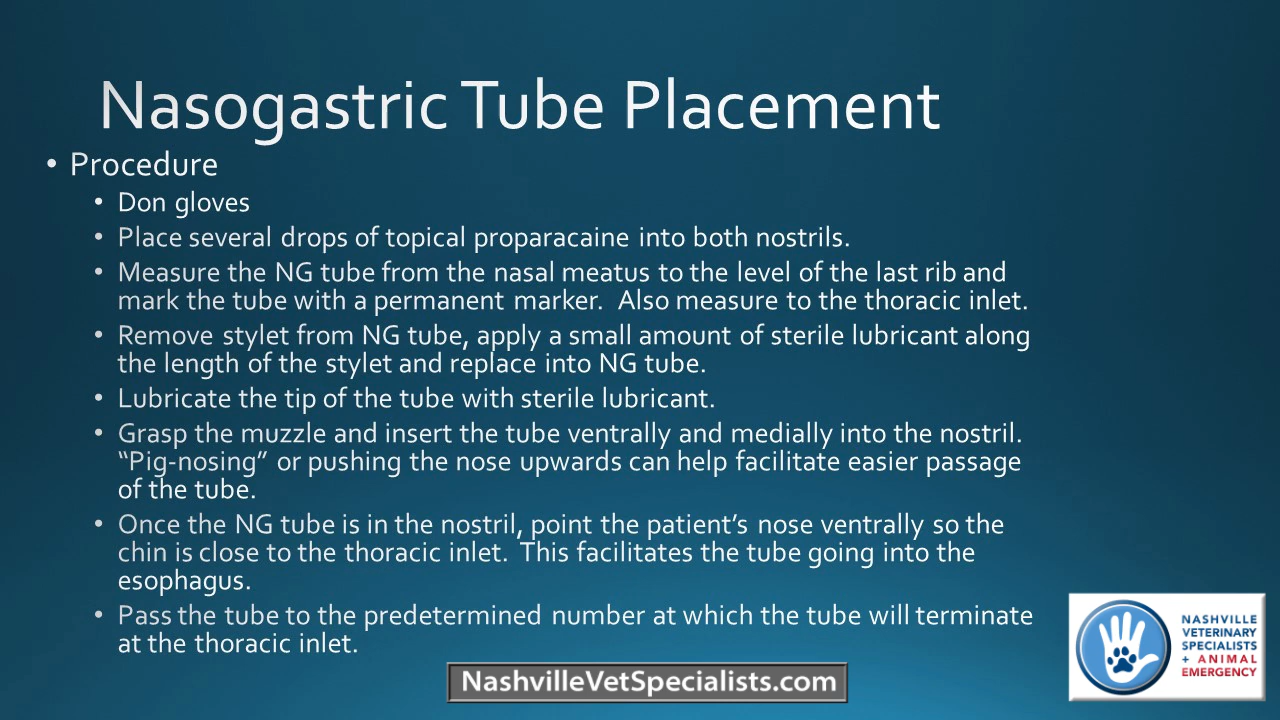 Nasogastric Tube Placement
• Procedure
• Don gloves
• Place several drops of topical proparacaine into both nostrils.
• Measure the NG tube from the nasal meatus to the level of the last rib and
mark the tube with a permanent marker.  Also measure to the thoracic inlet.
• Remove stylet from NG tube, apply a small amount of sterile lubricant along
the length of the stylet and replace into NG tube.
• Lubricate the tip of the tube with sterile lubricant.
• Grasp the muzzle and insert the tube ventrally and medially into the nostril.
“Pig-nosing” or pushing the nose upwards can help facilitate easier passage
of the tube.
• Once the NG tube is in the nostril, point the patient’s nose ventrally so the
chin is close to the thoracic inlet.  This facilitates the tube going into the
esophagus.
• Pass the tube to the predetermined number at which the tube will terminate
at the thoracic inlet.
NASHVILLE
VETERINARY
SPECIALISTS
+ ANIMAL
EMERGENCY
NashvilleVetSpecialists.com